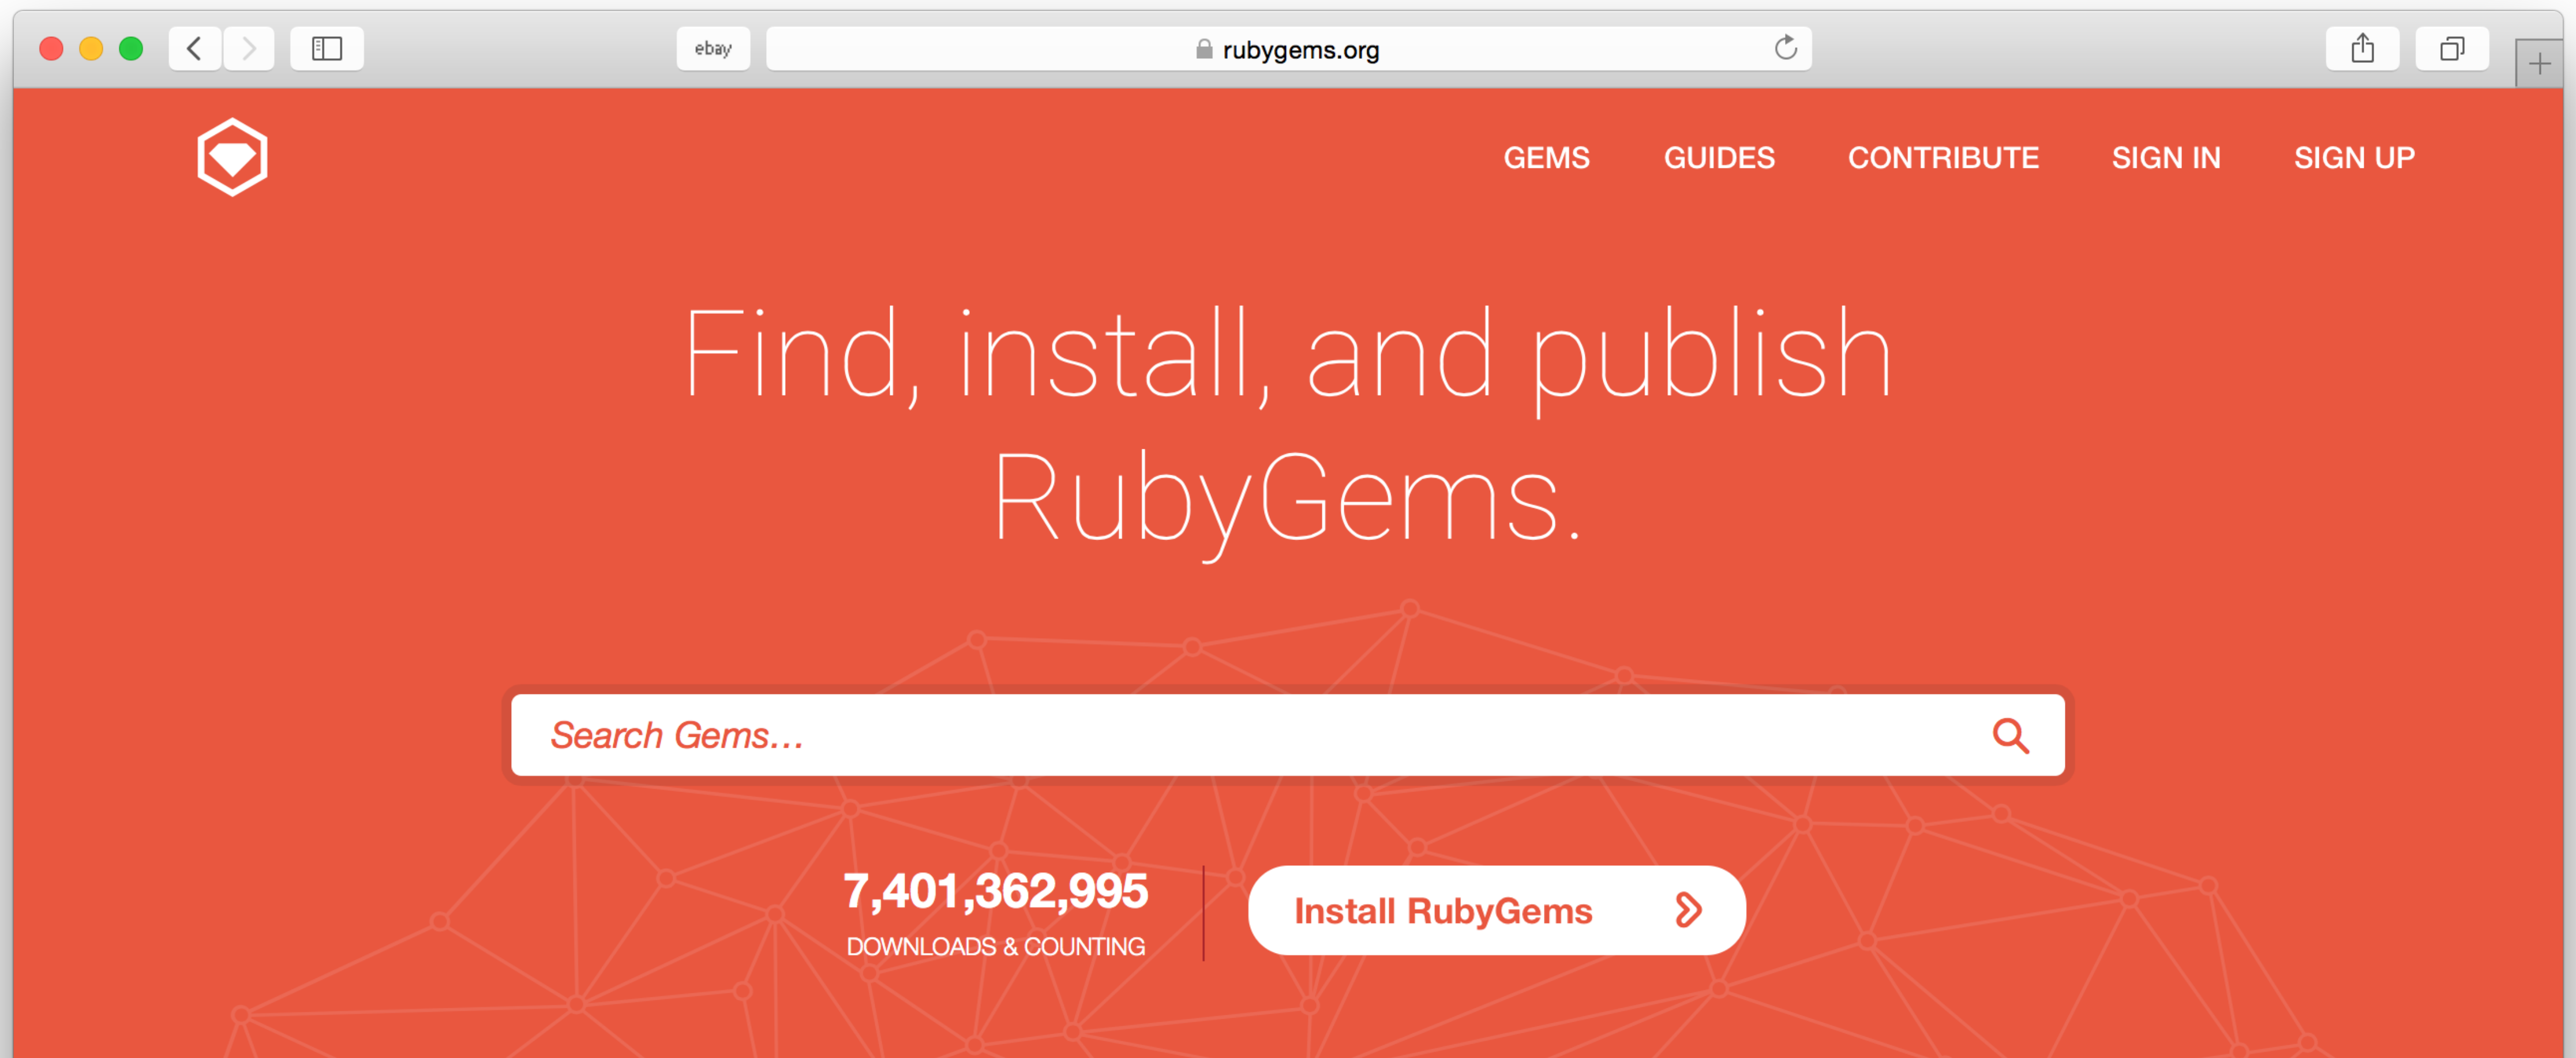 ebay
rubygems.org
GEMS GUIDES CONTRIBUTE SIGN IN SIGN UP
Find, install, and publish
RubyGems.
Search Gems...
7,401,362,995
DOWNLOADS & COUNTING
Install RubyGems